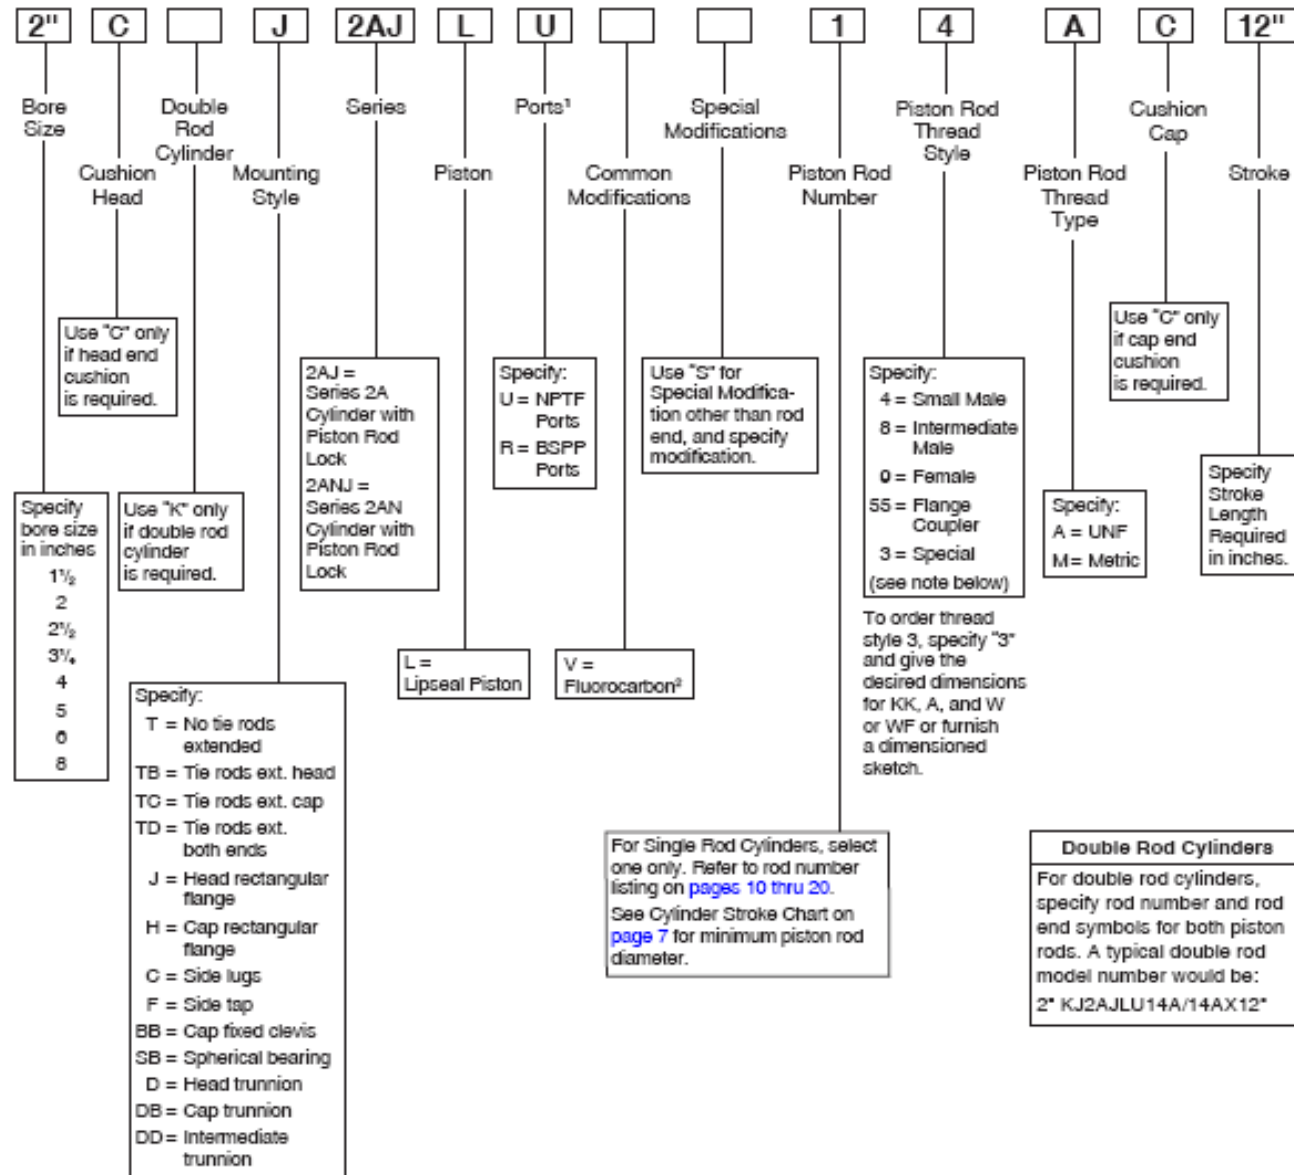 2" C J 2AJ L U 1 4 A C 12"
Bore
Size
Cushion
Head
Double
Rod
Cylinder
Mounting
Style
Series
Piston
Ports¹
Common
Modifications
Special
Modifications
Piston Rod
Number
Piston Rod
Thread
Style
Piston Rod
Thread
Type
Cushion
Cap
Stroke
Use "C" only
if head end
cushion
is required.
2AJ =
Series 2A
Cylinder with
Piston Rod
Lock
2ANJ =
Series 2AN
Cylinder with
Piston Rod
Lock
Specify:
U = NPTF
Ports
R = BSPP
Ports
Use "S" for
Special Modifica-
tion other than rod
end, and specify
modification.
Specify:
4 = Small Male
8 = Intermediate
Male
0 = Female
55 = Flange
Coupler
3 = Special
(see note below)
To order thread
style 3, specify "3"
and give the
desired dimensions
for KK, A, and W
or WF or furnish
a dimensioned
sketch.
Use "C" only
if cap end
cushion
is required.
Specify
bore size
in inches
1½
2
2½
3¼
4
5
6
8
Use "K" only
if double rod
cylinder
is required.
Specify:
A = UNF
M = Metric
Specify
Stroke
Length
Required
in inches.
L =
Lipseal Piston
V =
Fluorocarbon²
Specify:
T = No tie rods
extended
TB = Tie rods ext. head
TC = Tie rods ext. cap
TD = Tie rods ext.
both ends
J = Head rectangular
flange
H = Cap rectangular
flange
C = Side lugs
F = Side tap
BB = Cap fixed clevis
SB = Spherical bearing
D = Head trunnion
DB = Cap trunnion
DD = Intermediate
trunnion
For Single Rod Cylinders, select
one only. Refer to rod number
listing on pages 10 thru 20.
See Cylinder Stroke Chart on
page 7 for minimum piston rod
diameter.
Double Rod Cylinders
For double rod cylinders,
specify rod number and rod
end symbols for both piston
rods. A typical double rod
model number would be:
2" KJ2AJLU14A/14AX12"